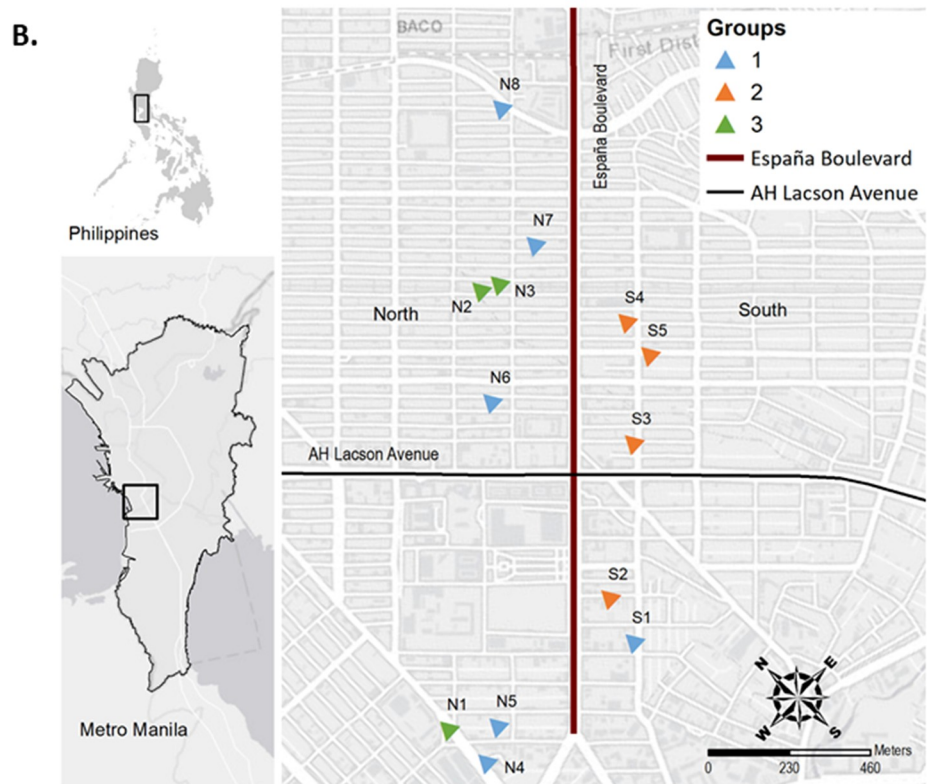 B.
Philippines
Metro Manila
BACO
First Dist
España Boulevard
Groups
1
2
3
España Boulevard
AH Lacson Avenue
N8
N7
N2
N3
North
S4
South
S5
N6
S3
AH Lacson Avenue
S2
S1
N1
N5
N4
N
E
W
S
Meters
0 230 460